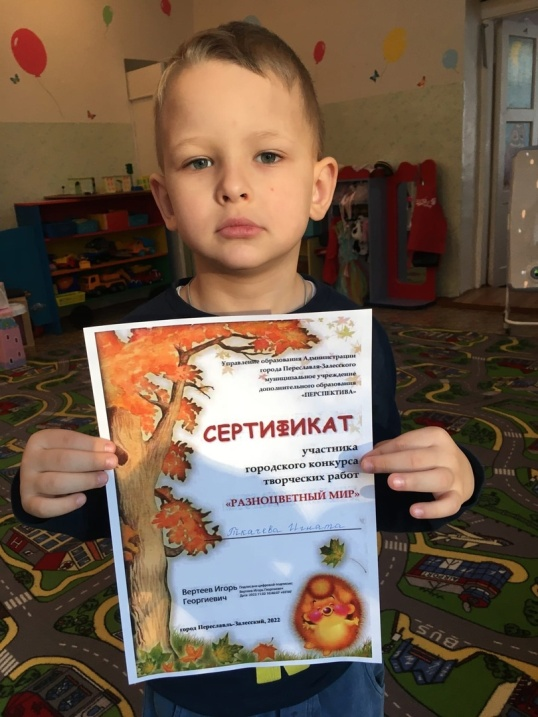 Управление образования Администрации
города Переславля-Залесского
муниципальное учреждение
дополнительного образования
«ПЕРСПЕКТИВА»
СЕРТИФИКАТ
участника
городского конкурса
творческих работ
«РАЗНОЦВЕТНЫЙ МИР»
Ткачева Игната
Вертеев Игорь
Георгиевич
город Переславль-Залесский, 2022
BUS